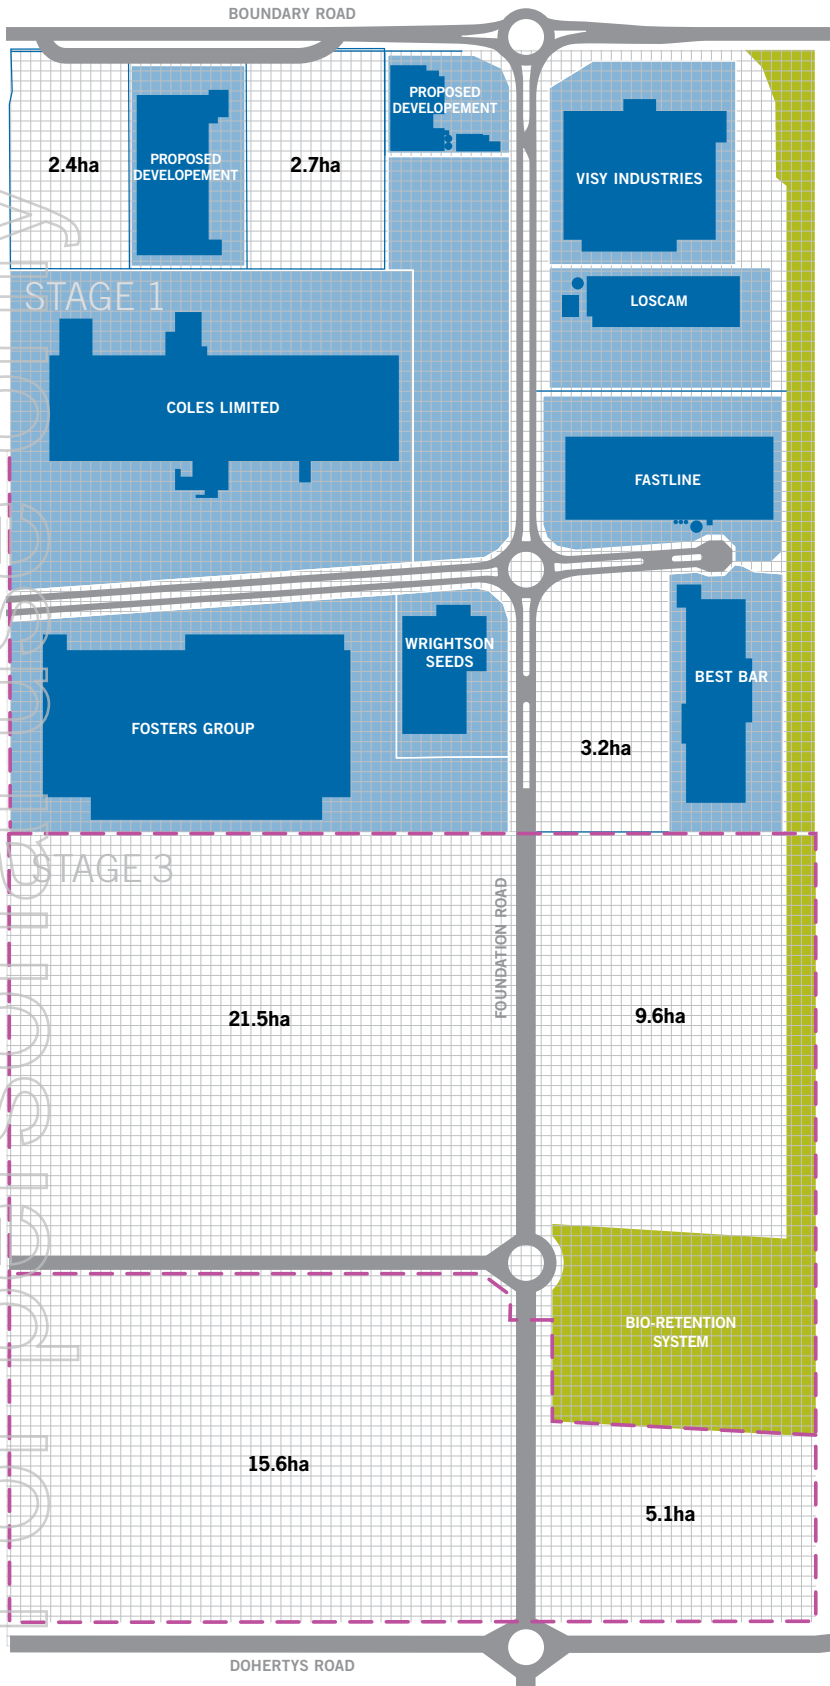 BOUNDARY ROAD
PROPOSED
DEVELOPEMENT
2.4ha
PROPOSED
DEVELOPEMENT
2.7ha
VISY INDUSTRIES
STAGE 1
LOSCAM
COLES LIMITED
FASTLINE
WRIGHTSON
SEEDS
BEST BAR
FOSTERS GROUP
3.2ha
STAGE 3
FOUNDATION ROAD
21.5ha
9.6ha
BIO-RETENTION
SYSTEM
15.6ha
5.1ha
DOHERTYS ROAD